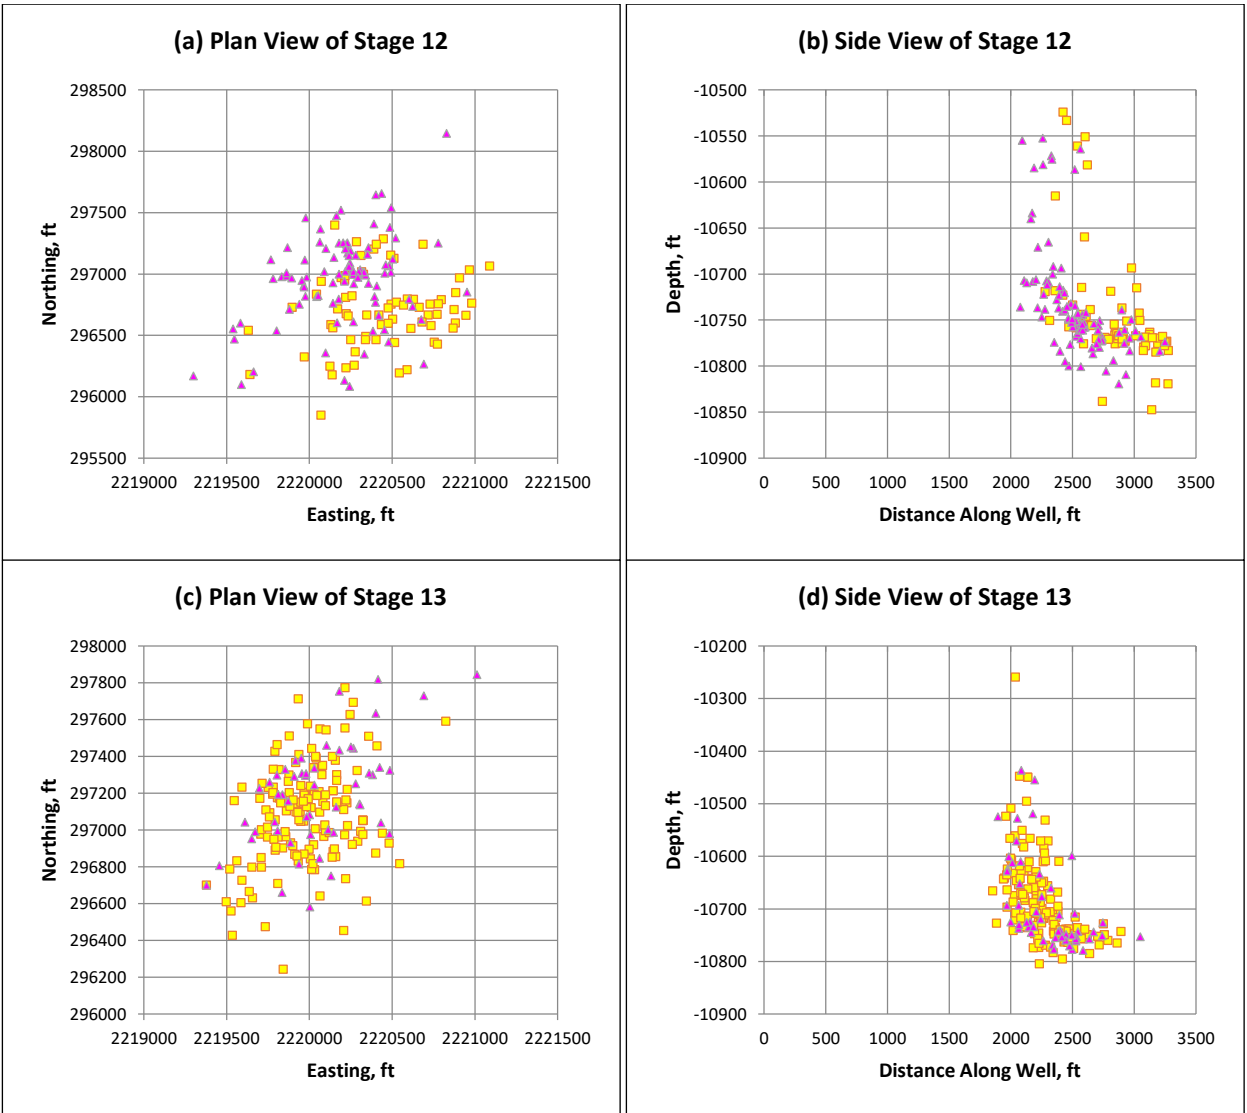 (a) Plan View of Stage 12
298500
298000
297500
297000
296500
296000
295500
2219000 2219500 2220000 2220500 2221000 2221500
Northing, ft
Easting, ft
(b) Side View of Stage 12
-10500
-10550
-10600
-10650
-10700
-10750
-10800
-10850
-10900
0 500 1000 1500 2000 2500 3000 3500
Depth, ft
Distance Along Well, ft
(c) Plan View of Stage 13
298000
297800
297600
297400
297200
297000
296800
296600
296400
296200
296000
2219000 2219500 2220000 2220500 2221000 2221500
Northing, ft
Easting, ft
(d) Side View of Stage 13
-10200
-10300
-10400
-10500
-10600
-10700
-10800
-10900
0 500 1000 1500 2000 2500 3000 3500
Depth, ft
Distance Along Well, ft